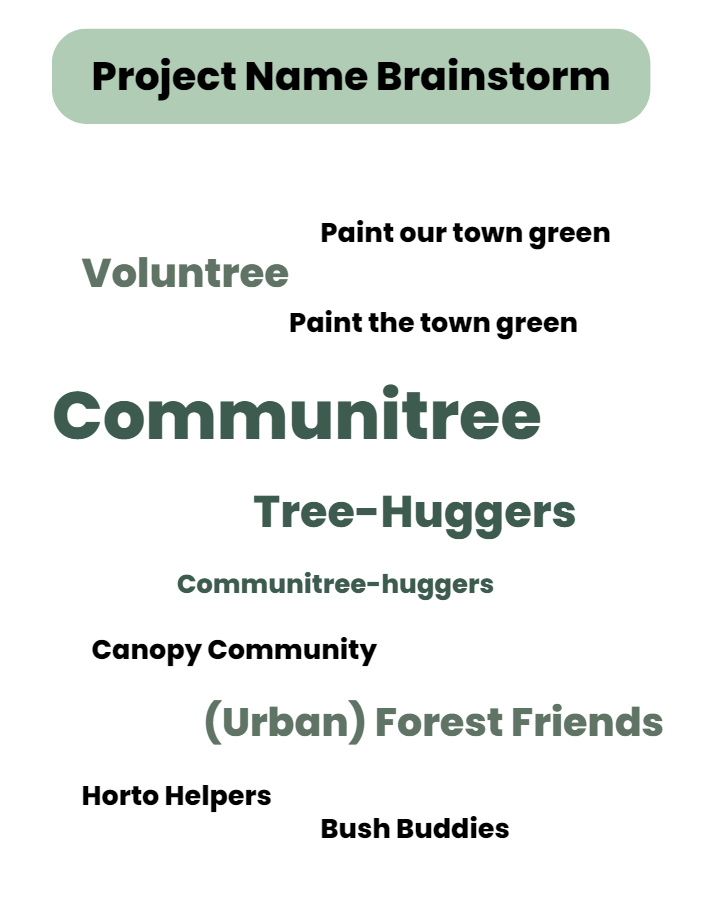 Project Name Brainstorm
Paint our town green
Voluntree
Paint the town green
Communitree
Tree-Huggers
Communitree-huggers
Canopy Community
(Urban) Forest Friends
Horto Helpers
Bush Buddies